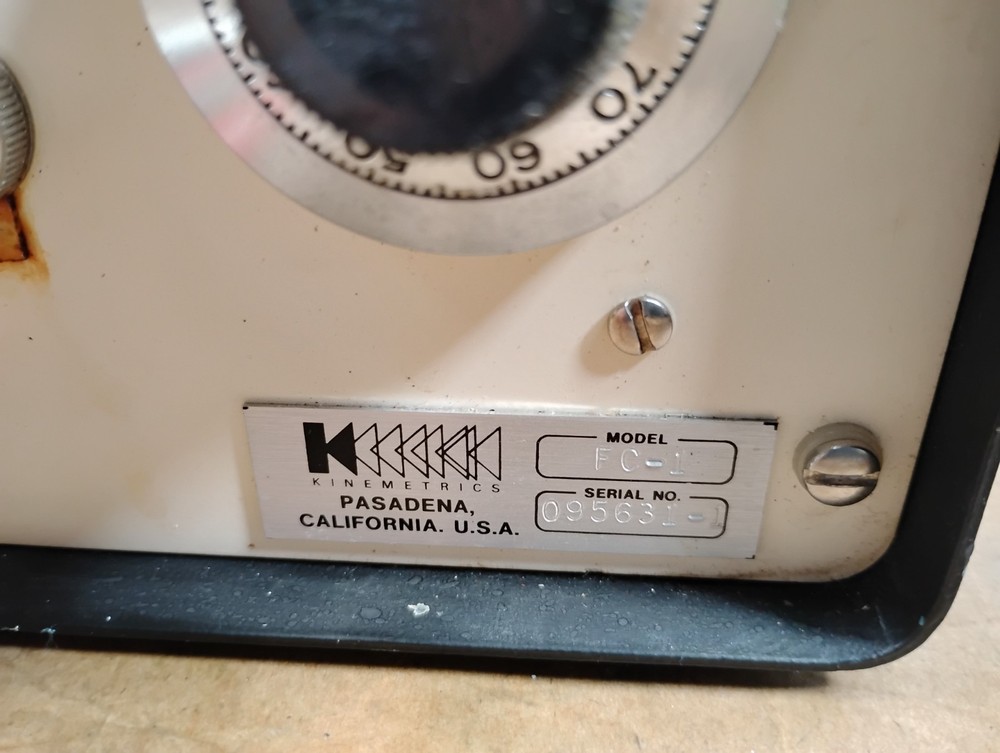 50
60
70
KINEMETRICS
PASADENA,
CALIFORNIA. U.S.A.
MODEL
FC-1
SERIAL NO.
095631-1